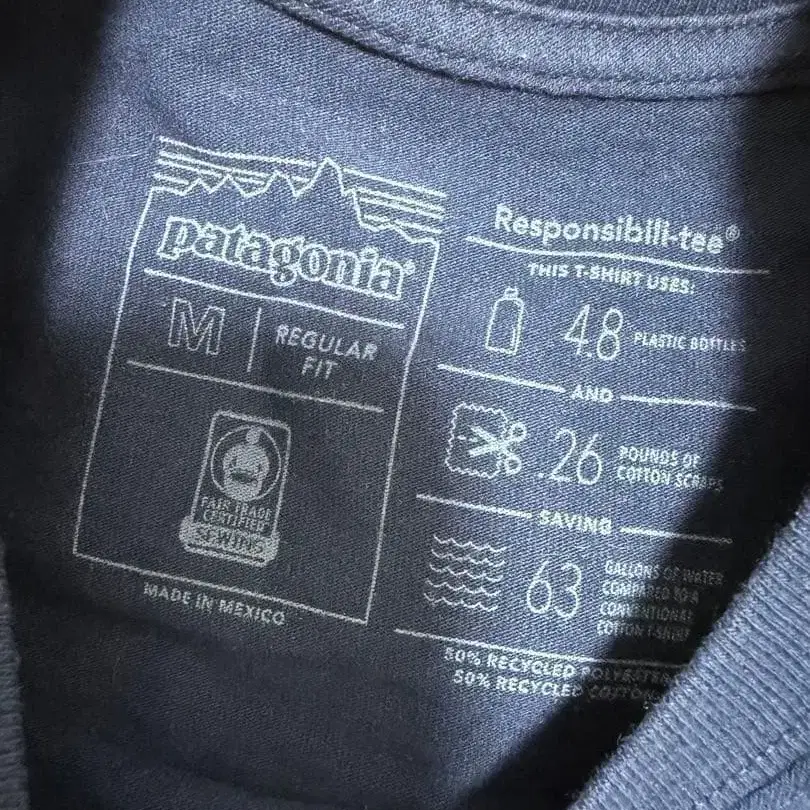 patagonia®
M
REGULAR
FIT
FAIR TRADE
CERTIFIED
SEWING
MADE IN MEXICO
Responsibili-tee®
THIS T-SHIRT USES:
4.8 PLASTIC BOTTLES
AND
.26 POUNDS OF
COTTON SCRAPS
SAVING
63 GALLONS OF WATER
COMPARED TO A
CONVENTIONAL
COTTON T-SHIRT
50% RECYCLED POLYESTER
50% RECYCLED COTTON